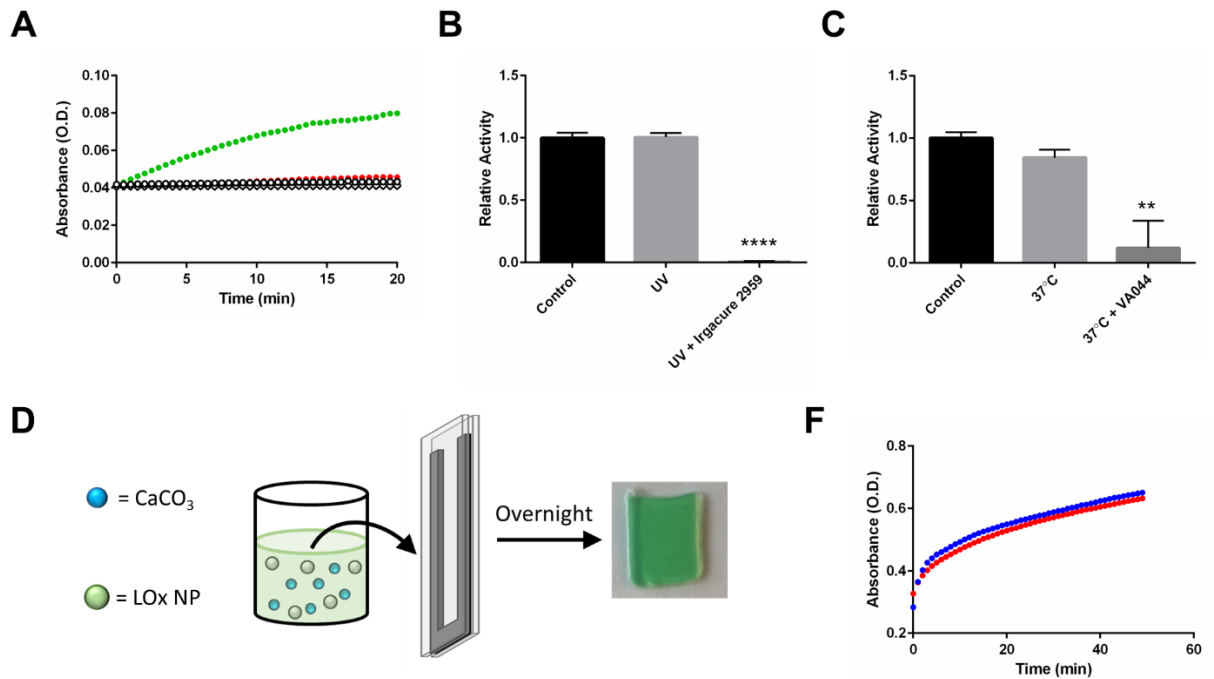 A
Absorbance (O.D.)
0.10
0.08
0.06
0.04
0.02
0.00
0
5
10
15
20
Time (min)
B
Relative Activity
1.5
1.0
0.5
0.0
****
Control
UV
UV + Irgacure 2959
C
Relative Activity
1.5
1.0
0.5
0.0
**
Control
37°C
37°C + VA044
D
= CaCO₃
= LOx NP
Overnight
F
Absorbance (O.D.)
0.8
0.6
0.4
0.2
0
20
40
60
Time (min)